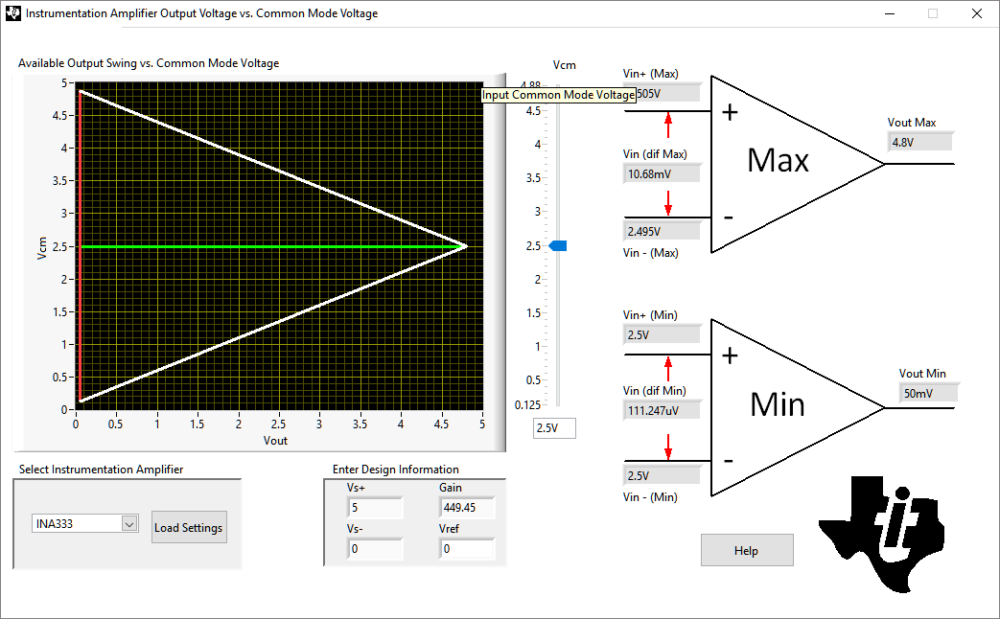 Instrumentation Amplifier Output Voltage vs. Common Mode Voltage
Available Output Swing vs. Common Mode Voltage
5
4.5
4
3.5
3
2.5
2
1.5
1
0.5
0
Vcm
0 0.5 1 1.5 2 2.5 3 3.5 4 4.5 5
Vout
Vcm
4.88
Input Common Mode Voltage
4.5
4
3.5
3
2.5
2
1.5
1
0.5
0.125
2.5V
Vin+ (Max)
505V
Vin (dif Max)
10.68mV
2.495V
Vin - (Max)
+
Max
-
Vout Max
4.8V
Vin+ (Min)
2.5V
Vin (dif Min)
111.247uV
2.5V
Vin - (Min)
+
Min
-
Vout Min
50mV
Select Instrumentation Amplifier
INA333
Load Settings
Enter Design Information
Vs+ Gain
5 449.45
Vs- Vref
0 0
Help
ti